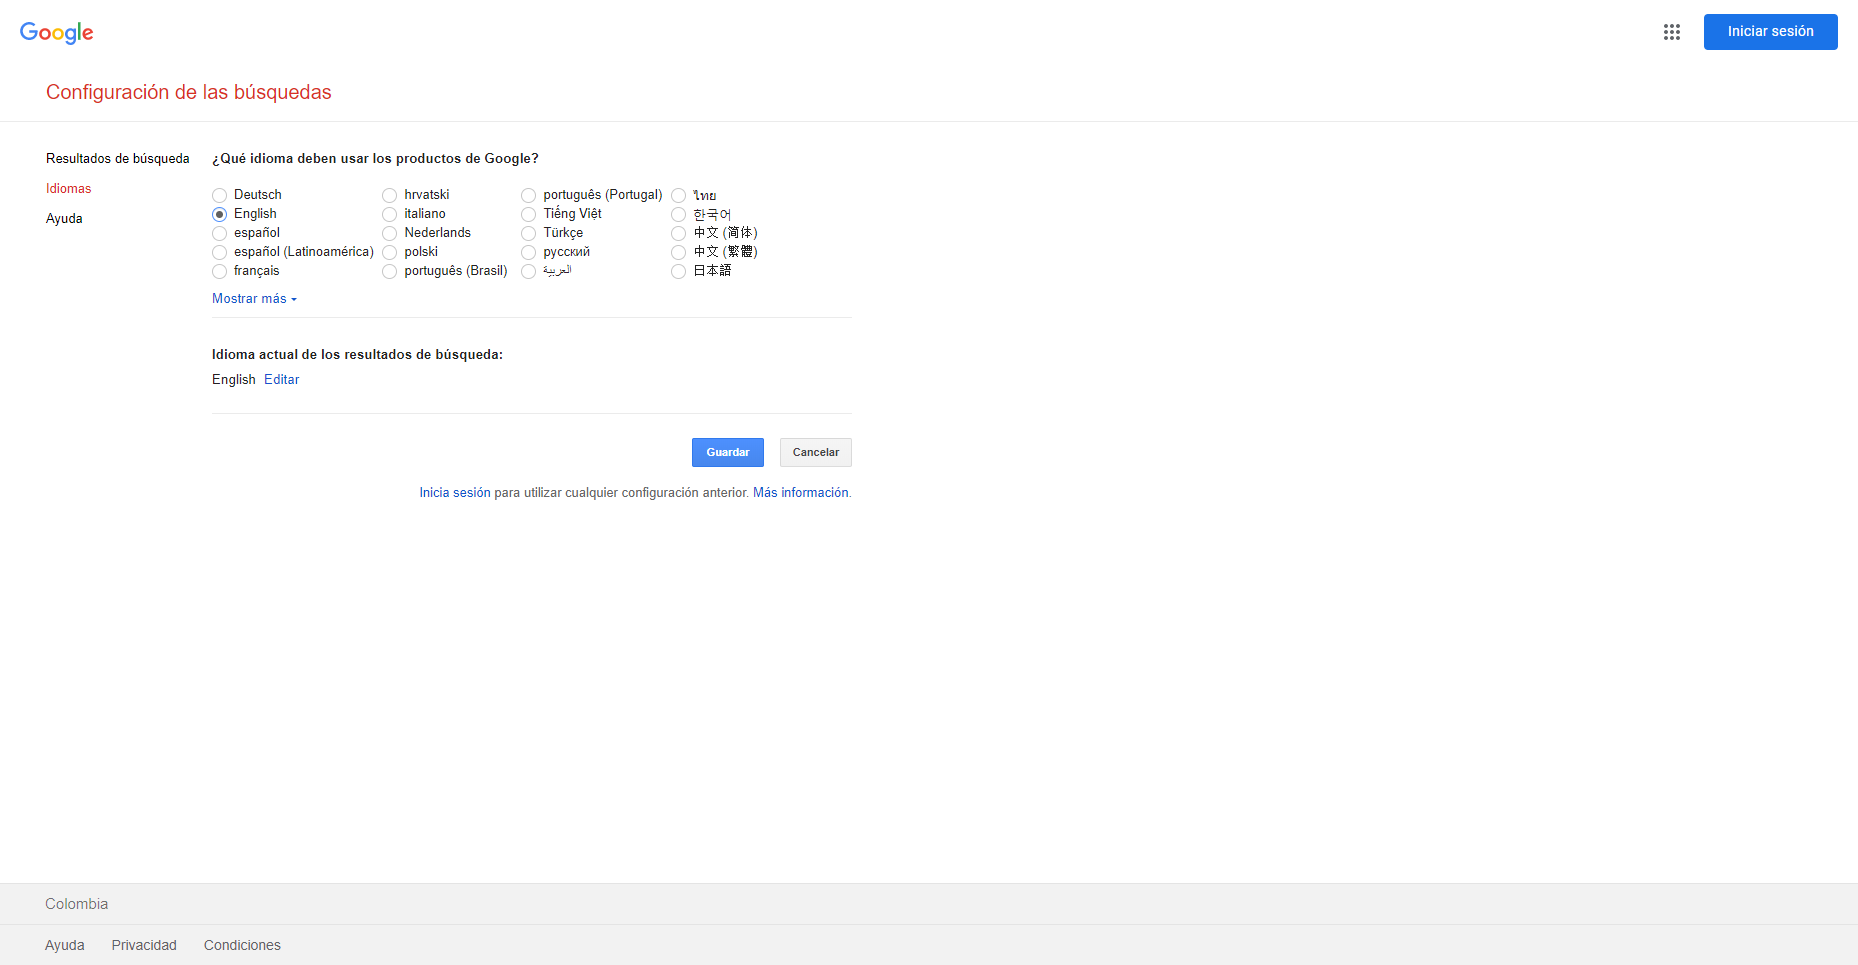 Google
Iniciar sesión
Configuración de las búsquedas
Resultados de búsqueda
Idiomas
Ayuda
¿Qué idioma deben usar los productos de Google?
Deutsch
English
español
español (Latinoamérica)
français
hrvatski
italiano
Nederlands
polski
português (Brasil)
português (Portugal)
Tiếng Việt
Türkçe
русский
العربية
ไทย
한국어
中文 (简体)
中文 (繁體)
日本語
Mostrar más
Idioma actual de los resultados de búsqueda:
English Editar
Guardar Cancelar
Inicia sesión para utilizar cualquier configuración anterior. Más información.
Colombia
Ayuda Privacidad Condiciones